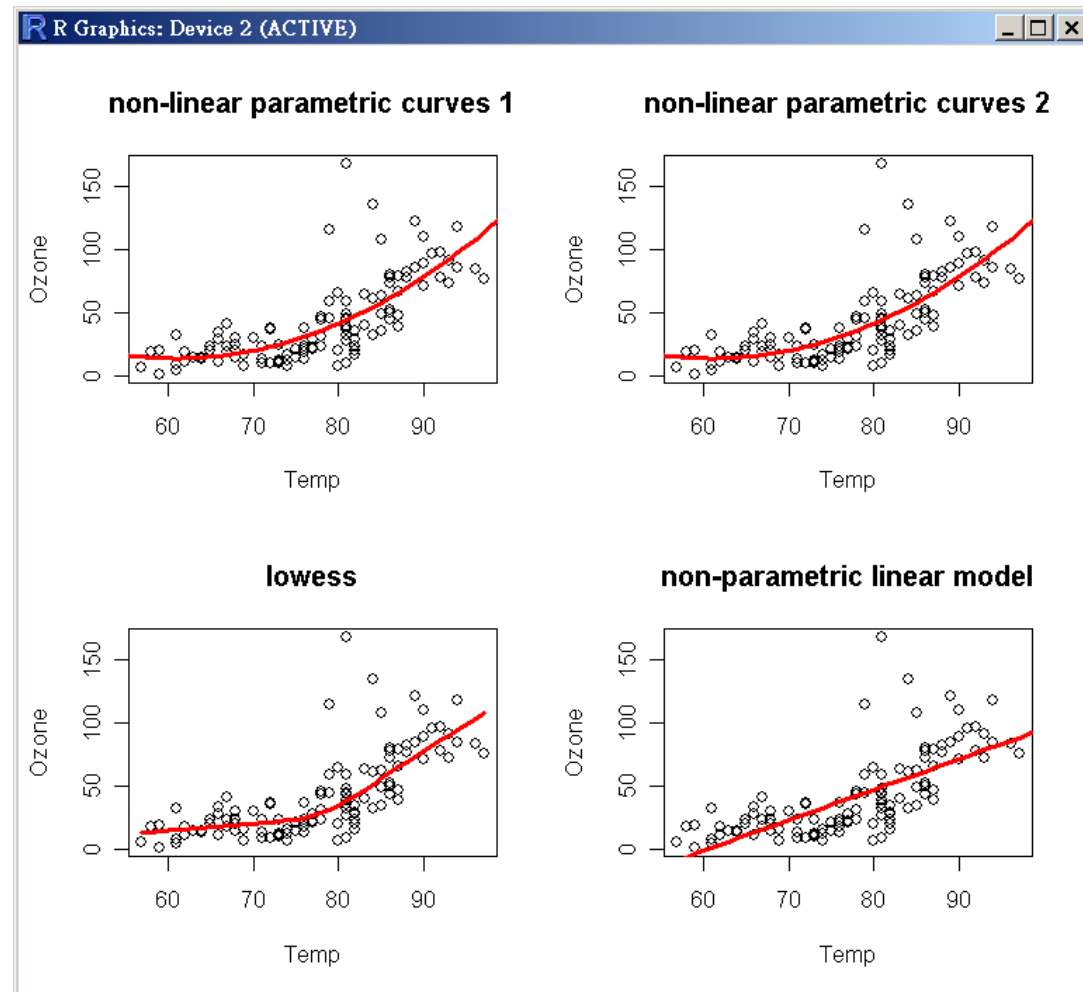 R Graphics: Device 2 (ACTIVE)
non-linear parametric curves 1
Ozone
150
100
50
0
60 70 80 90
Temp
non-linear parametric curves 2
Ozone
150
100
50
0
60 70 80 90
Temp
lowess
Ozone
150
100
50
0
60 70 80 90
Temp
non-parametric linear model
Ozone
150
100
50
0
60 70 80 90
Temp